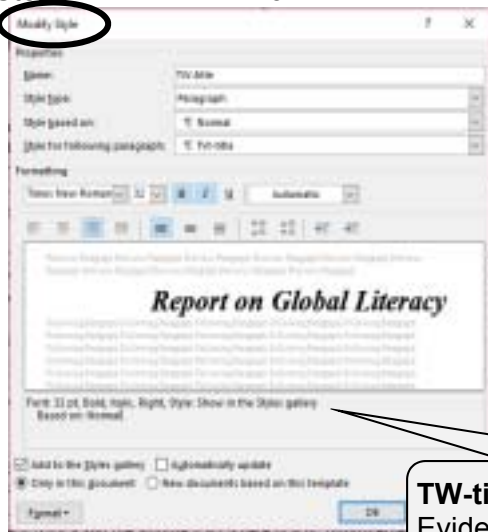 Modify Style ? ×
Properties
Name: TW-title
Style type: Paragraph
Style based on: ¶ Normal
Style for following paragraph: ¶ TW-title
Formatting
Times New Roman 32 B I U Automatic
Report on Global Literacy
Font: 32 pt, Bold, Italic, Right, Style: Show in the Styles gallery
Based on: Normal
Add to the Styles gallery Automatically update
Only in this document New documents based on this template
Format OK
TW-ti
Evide